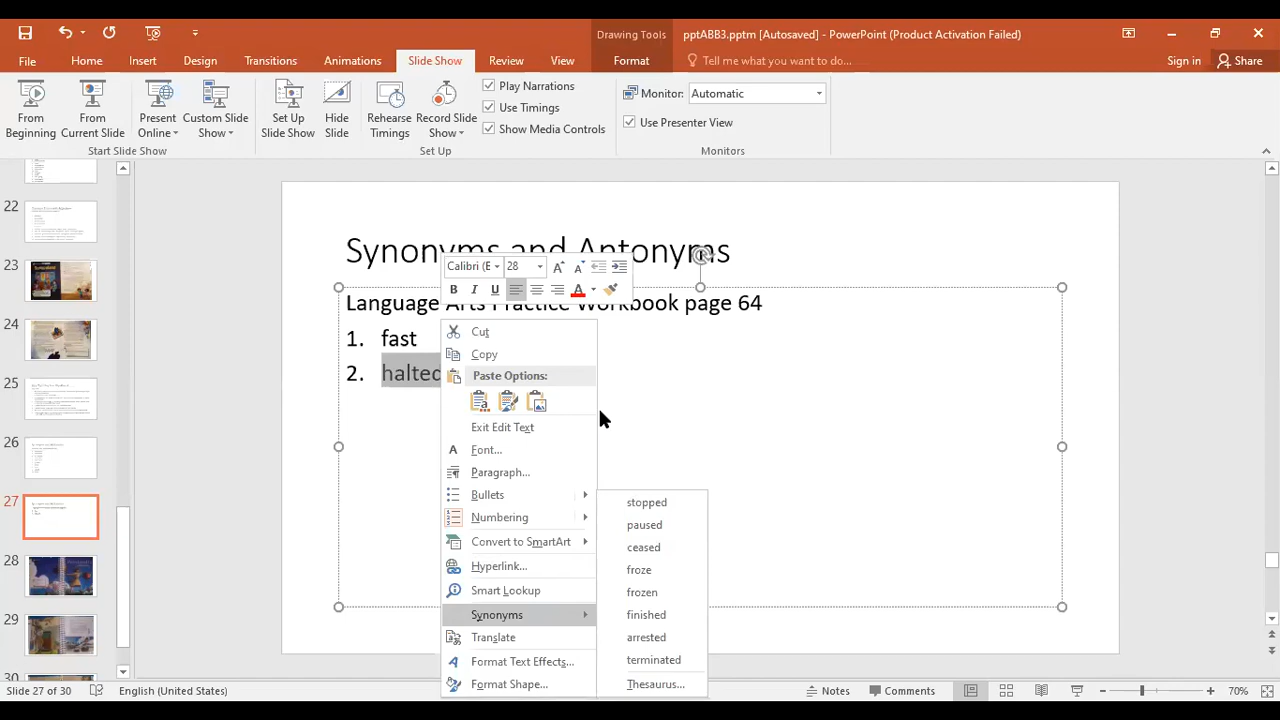 Drawing Tools
pptABB3.pptm [Autosaved] - PowerPoint (Product Activation Failed)
File
Home
Insert
Design
Transitions
Animations
Slide Show
Review
View
Format
Tell me what you want to do...
Sign in
Share
From Beginning
From Current Slide
Present Online
Custom Slide Show
Set Up Slide Show
Hide Slide
Rehearse Timings
Record Slide Show
Play Narrations
Use Timings
Show Media Controls
Monitor: Automatic
Use Presenter View
Start Slide Show
Set Up
Monitors
22
23
24
25
26
27
28
29
Synonyms and Antonyms
Calibri (E
28
B I U A
Language Arts Practice Workbook page 64
1. fast
2. halted
Cut
Copy
Paste Options:
Exit Edit Text
Font...
Paragraph...
Bullets
Numbering
Convert to SmartArt
Hyperlink...
Smart Lookup
Synonyms
Translate
Format Text Effects...
Format Shape...
stopped
paused
ceased
froze
frozen
finished
arrested
terminated
Thesaurus...
Slide 27 of 30
English (United States)
Notes
Comments
70%